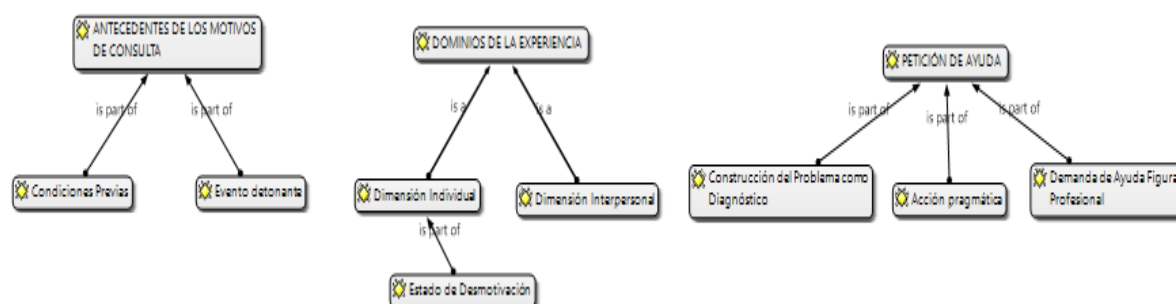 ANTECEDENTES DE LOS MOTIVOS
DE CONSULTA
is part of
is part of
Condiciones Previas
Evento detonante
DOMINIOS DE LA EXPERIENCIA
is a
is a
Dimensión Individual
Dimensión Interpersonal
is part of
Estado de Desmotivación
PETICIÓN DE AYUDA
is part of
is part of
is part of
Construcción del Problema como
Diagnóstico
Acción pragmática
Demanda de Ayuda Figura
Profesional